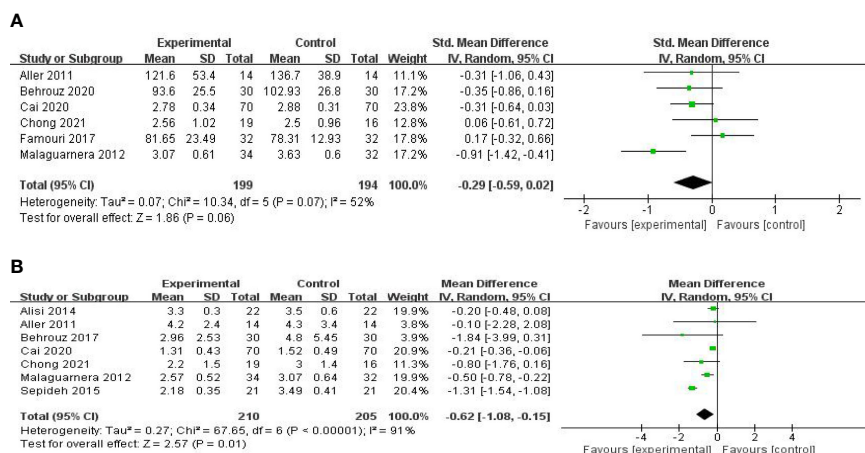 A
Experimental Control Std. Mean Difference Std. Mean Difference
Study or Subgroup Mean SD Total Mean SD Total Weight IV, Random, 95% CI IV, Random, 95% CI
Aller 2011 121.6 53.4 14 136.7 38.9 14 11.1% -0.31 [-1.06, 0.43]
Behrouz 2020 93.6 25.5 30 102.93 26.8 30 17.2% -0.35 [-0.86, 0.16]
Cai 2020 2.78 0.34 70 2.88 0.31 70 23.8% -0.31 [-0.64, 0.03]
Chong 2021 2.56 1.02 19 2.5 0.96 16 13.1% 0.06 [-0.61, 0.72]
Famouri 2017 81.65 23.49 32 78.31 12.93 32 17.7% 0.17 [-0.32, 0.66]
Malaguarnera 2012 3.07 0.61 34 3.63 0.6 32 17.2% -0.91 [-1.42, -0.41]
Total (95% CI) 199 194 100.0% -0.29 [-0.59, 0.02]
Heterogeneity: Tau² = 0.07; Chi² = 10.34, df = 5 (P = 0.07); I² = 52%
Test for overall effect: Z = 1.86 (P = 0.06)
-2 -1 0 1 2
Favours [experimental] Favours [control]
B
Experimental Control Mean Difference Mean Difference
Study or Subgroup Mean SD Total Mean SD Total Weight IV, Random, 95% CI IV, Random, 95% CI
Alisi 2014 3.3 0.3 22 3.5 0.6 22 19.9% -0.20 [-0.48, 0.08]
Aller 2011 4.2 2.4 14 4.3 3.4 14 3.8% -0.10 [-2.28, 2.08]
Behrouz 2017 2.96 2.53 30 4.8 5.45 30 3.9% -1.84 [-3.99, 0.31]
Cai 2020 1.31 0.43 70 1.52 0.49 70 20.9% -0.21 [-0.36, -0.06]
Chong 2021 2.2 1.5 19 3 1.4 16 11.3% -0.80 [-1.76, 0.16]
Malaguarnera 2012 2.57 0.52 34 3.07 0.64 32 19.9% -0.50 [-0.78, -0.22]
Sepideh 2015 2.18 0.35 21 3.49 0.41 21 20.4% -1.31 [-1.54, -1.08]
Total (95% CI) 210 205 100.0% -0.62 [-1.08, -0.15]
Heterogeneity: Tau² = 0.27; Chi² = 67.65, df = 6 (P < 0.00001); I² = 91%
Test for overall effect: Z = 2.57 (P = 0.01)
-4 -2 0 2 4
Favours [experimental] Favours [control]